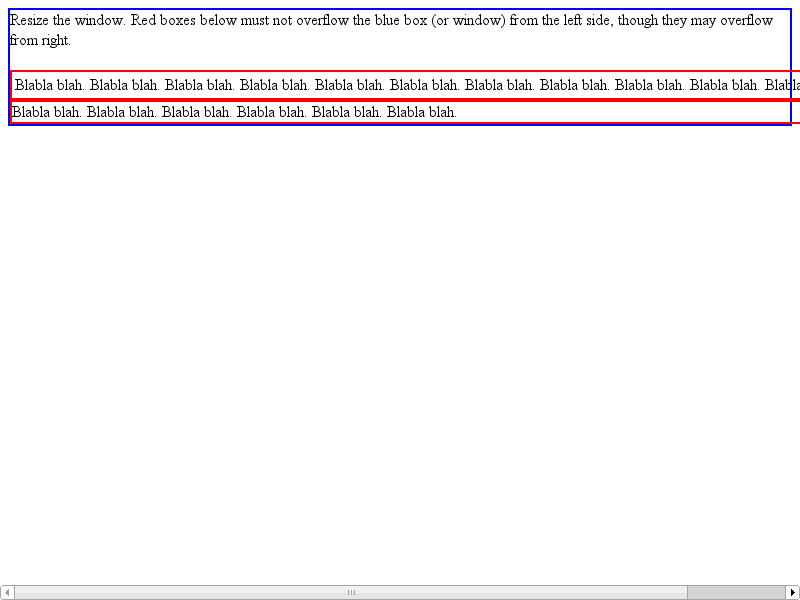 Resize the window. Red boxes below must not overflow the blue box (or window) from the left side, though they may overflow
from right.
Blabla blah. Blabla blah. Blabla blah. Blabla blah. Blabla blah. Blabla blah. Blabla blah. Blabla blah. Blabla blah. Blabla blah. Blabla
Blabla blah. Blabla blah. Blabla blah. Blabla blah. Blabla blah. Blabla blah.